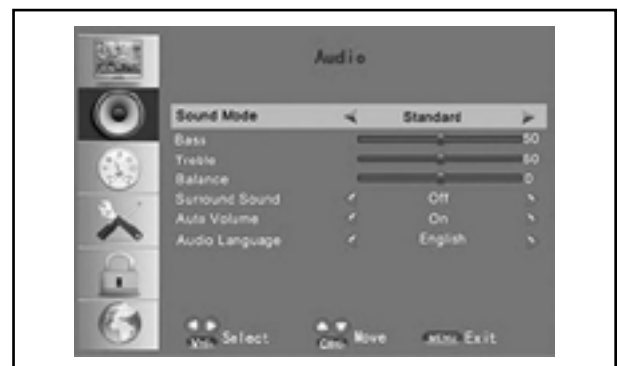 Audio
Sound Mode Standard
Bass 50
Treble 50
Balance 0
Surround Sound Off
Auto Volume On
Audio Language English
Select Move MENU Exit